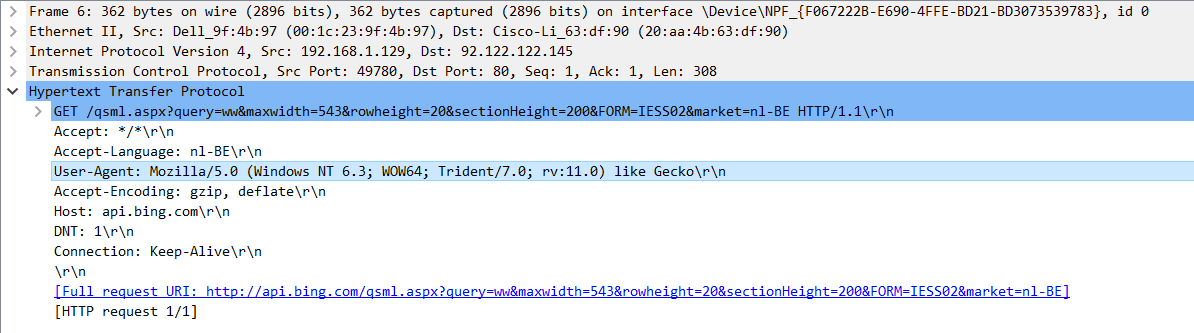 Frame 6: 362 bytes on wire (2896 bits), 362 bytes captured (2896 bits) on interface \Device\NPF_{F067222B-E690-4FFE-BD21-BD3073539783}, id 0
Ethernet II, Src: Dell_9f:4b:97 (00:1c:23:9f:4b:97), Dst: Cisco-Li_63:df:90 (20:aa:4b:63:df:90)
Internet Protocol Version 4, Src: 192.168.1.129, Dst: 92.122.122.145
Transmission Control Protocol, Src Port: 49780, Dst Port: 80, Seq: 1, Ack: 1, Len: 308
Hypertext Transfer Protocol
GET /qsml.aspx?query=ww&maxwidth=543&rowheight=20&sectionHeight=200&FORM=IESS02&market=nl-BE HTTP/1.1\r\n
Accept: */*\r\n
Accept-Language: nl-BE\r\n
User-Agent: Mozilla/5.0 (Windows NT 6.3; WOW64; Trident/7.0; rv:11.0) like Gecko\r\n
Accept-Encoding: gzip, deflate\r\n
Host: api.bing.com\r\n
DNT: 1\r\n
Connection: Keep-Alive\r\n
\r\n
[Full request URI: http://api.bing.com/qsml.aspx?query=ww&maxwidth=543&rowheight=20&sectionHeight=200&FORM=IESS02&market=nl-BE]
[HTTP request 1/1]